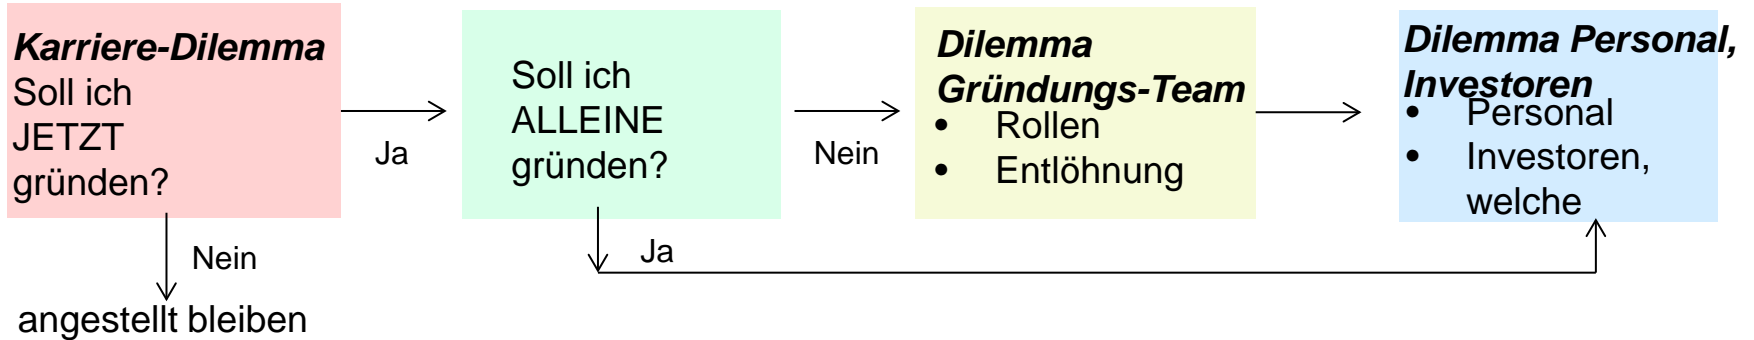 Karriere-Dilemma
Soll ich
JETZT
gründen?
Ja
Nein
angestellt bleiben
Soll ich
ALLEINE
gründen?
Nein
Ja
Dilemma
Gründungs-Team
• Rollen
• Entlöhnung
Dilemma Personal,
Investoren
• Personal
• Investoren,
welche